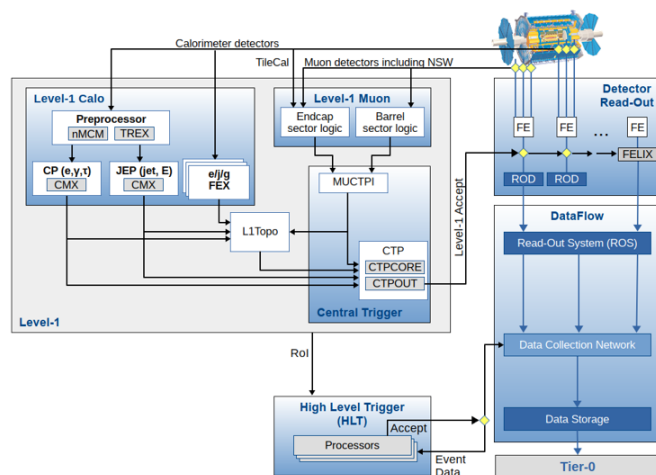 Calorimeter detectors
TileCal
Muon detectors including NSW
Detector
Read-Out
Level-1 Calo
Preprocessor
nMCM
TREX
CP (e,γ,τ)
CMX
JEP (jet, E)
CMX
e/j/g
FEX
Level-1 Muon
Endcap
sector logic
Barrel
sector logic
MUCTPI
L1Topo
CTP
CTPCORE
CTPOUT
Central Trigger
Level-1
Level-1 Accept
FE
FE
...
FE
FELIX
ROD
ROD
DataFlow
Read-Out System (ROS)
Data Collection Network
Data Storage
Tier-0
RoI
High Level Trigger
(HLT)
Accept
Processors
Event
Data